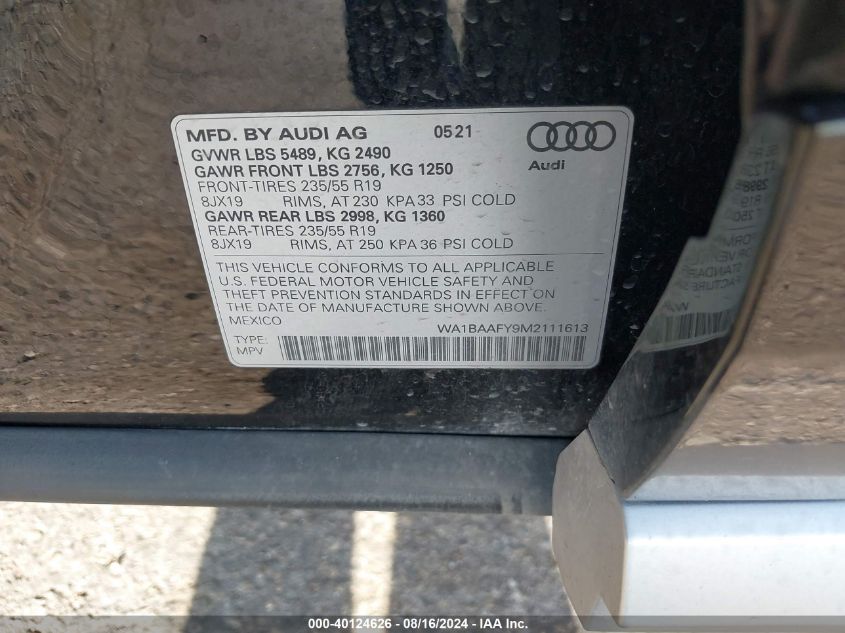 MFD. BY AUDI AG 0521
GVWR LBS 5489, KG 2490
GAWR FRONT LBS 2756, KG 1250
FRONT-TIRES 235/55 R19
8JX19 RIMS, AT 230 KPA 33 PSI COLD
GAWR REAR LBS 2998, KG 1360
REAR-TIRES 235/55 R19
8JX19 RIMS, AT 250 KPA 36 PSI COLD
Audi
THIS VEHICLE CONFORMS TO ALL APPLICABLE
U.S. FEDERAL MOTOR VEHICLE SAFETY AND
THEFT PREVENTION STANDARDS IN EFFECT ON
THE DATE OF MANUFACTURE SHOWN ABOVE.
MEXICO WA1BAAFY9M2111613
TYPE:
MPV
000-40124626 - 08/16/2024 - IAA Inc.